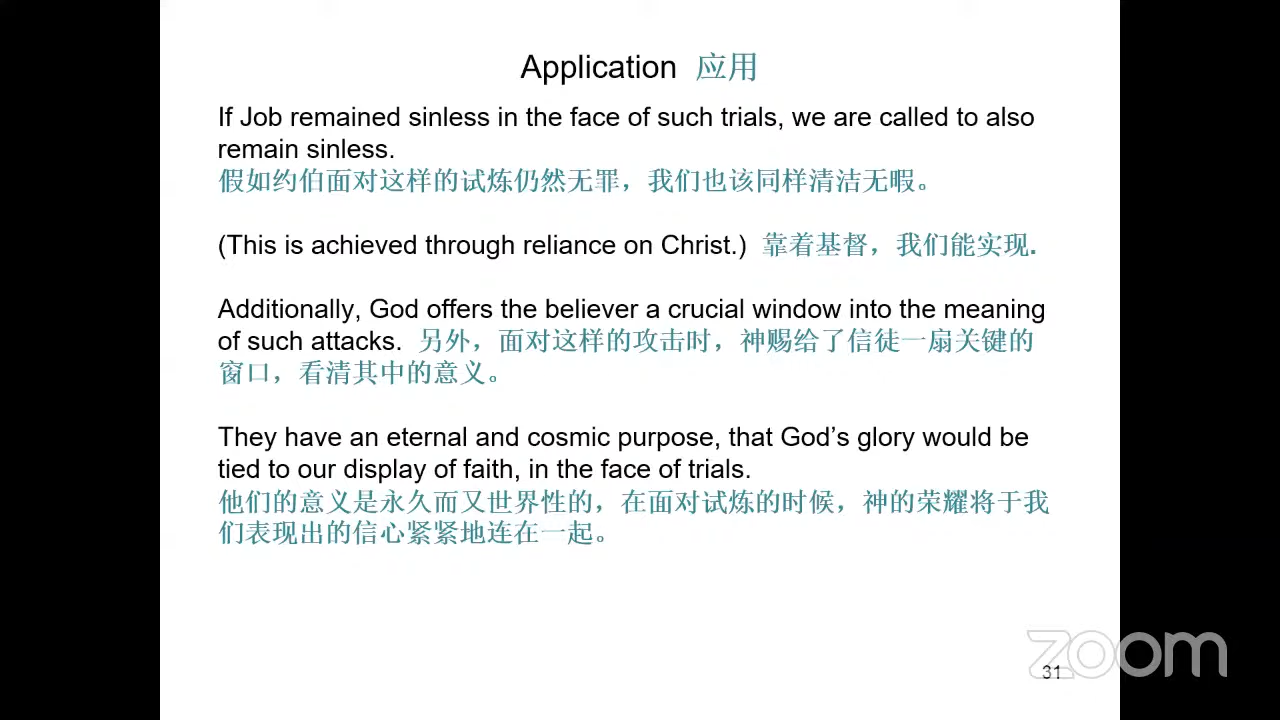 Application 应用
If Job remained sinless in the face of such trials, we are called to also
remain sinless.
假如约伯面对这样的试炼仍然无罪，我们也该同样清洁无暇。
(This is achieved through reliance on Christ.) 靠着基督，我们能实现.
Additionally, God offers the believer a crucial window into the meaning
of such attacks. 另外，面对这样的攻击时，神赐给了信徒一扇关键的
窗口，看清其中的意义。
They have an eternal and cosmic purpose, that God’s glory would be
tied to our display of faith, in the face of trials.
他们的意义是永久而又世界性的，在面对试炼的时候，神的荣耀将于我
们表现出的信心紧紧地连在一起。
zoom
31